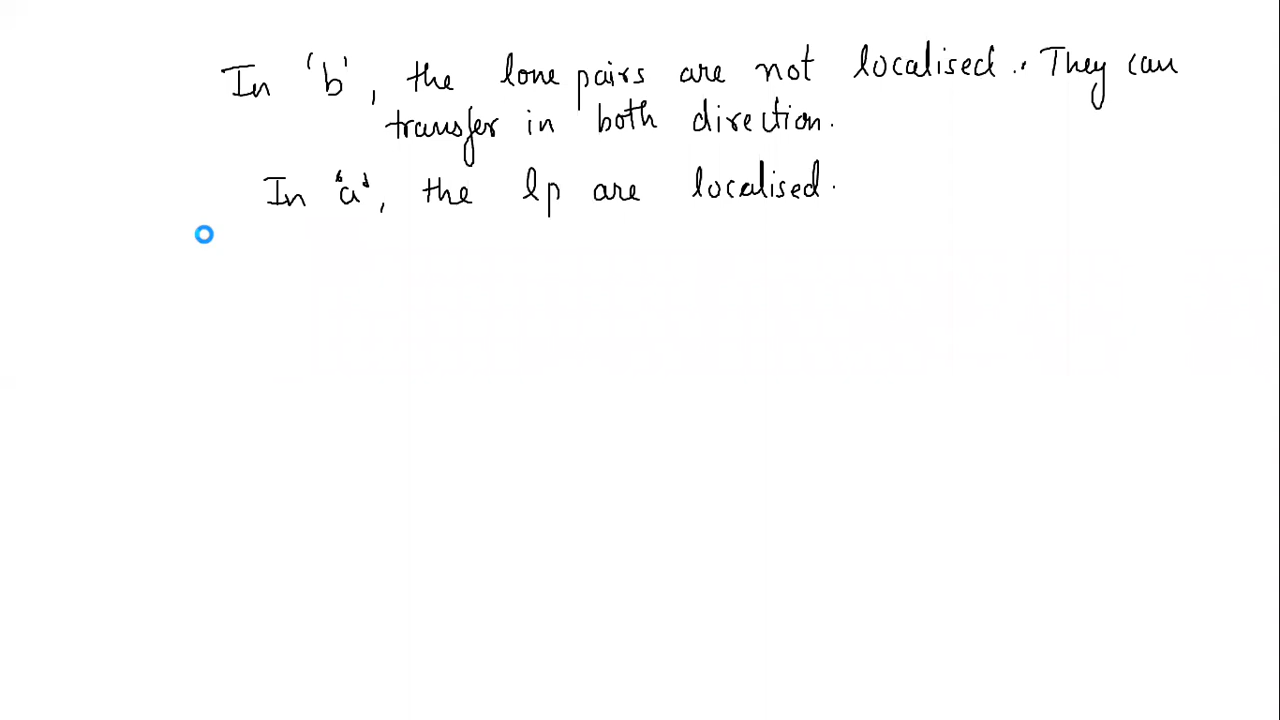 In 'b', the lone pairs are not localised. They can
transfer in both direction.
In 'a', the lp are localised.